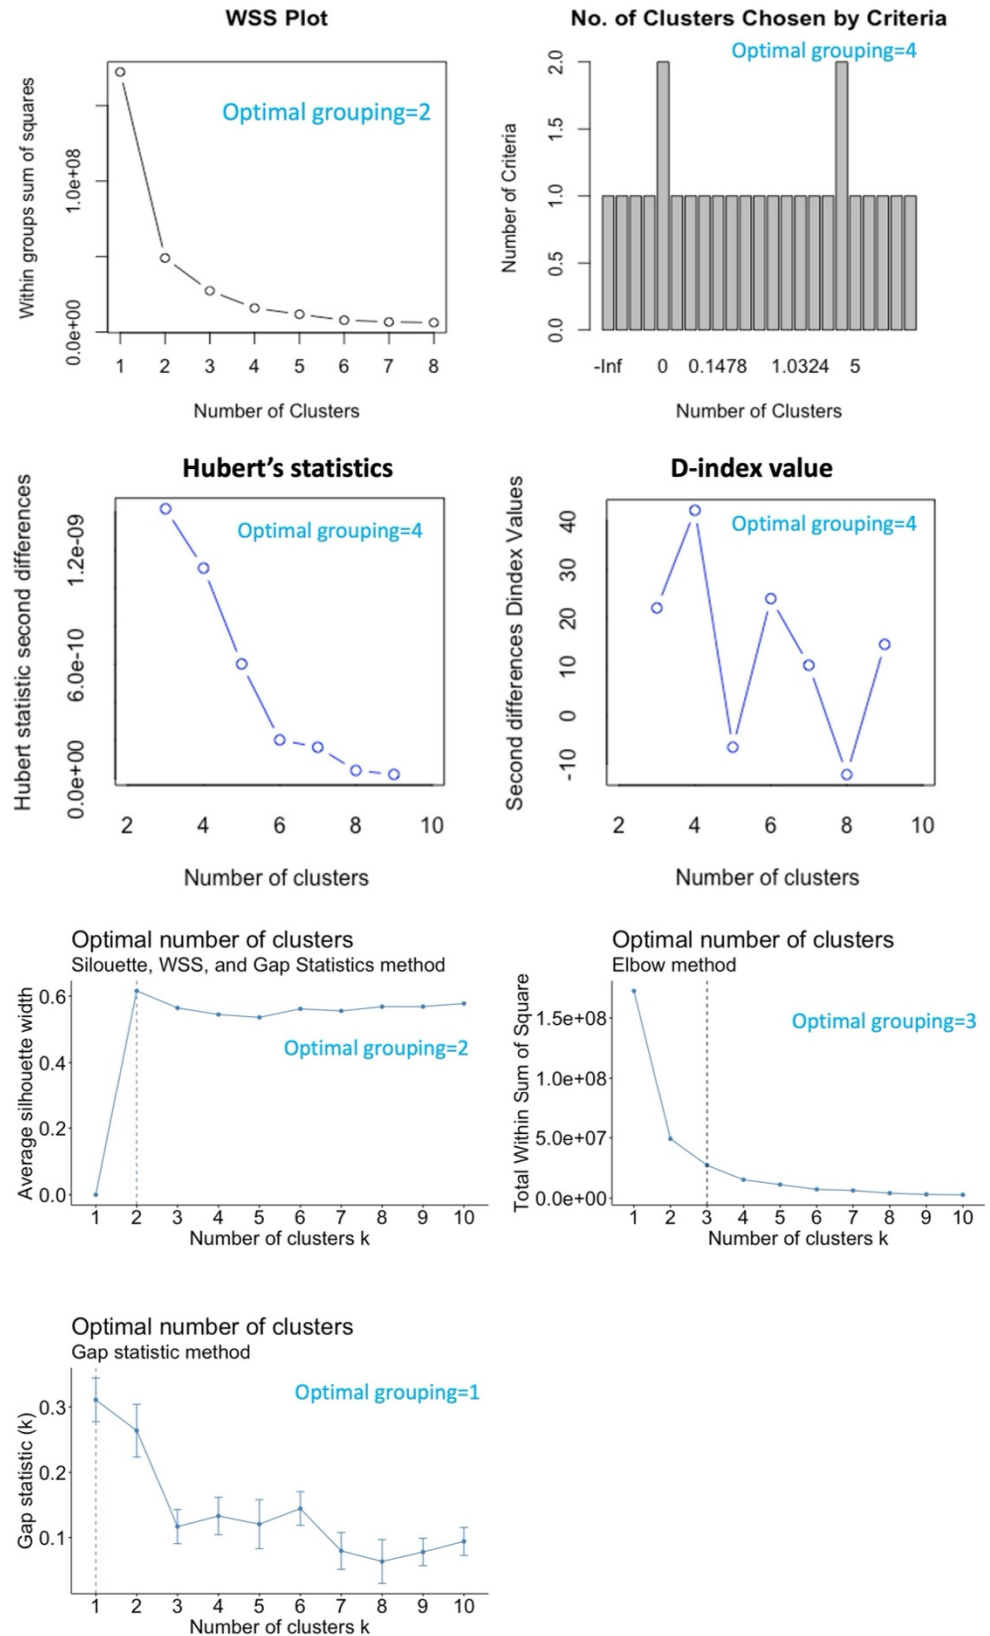 WSS Plot
Optimal grouping=2
Within groups sum of squares
1.0e+08
0.0e+00
1 2 3 4 5 6 7 8
Number of Clusters
No. of Clusters Chosen by Criteria
Optimal grouping=4
Number of Criteria
2.0
1.5
1.0
0.5
0.0
-Inf 0 0.1478 1.0324 5
Number of Clusters
Hubert's statistics
Optimal grouping=4
Hubert statistic second differences
1.2e-09
6.0e-10
0.0e+00
2 4 6 8 10
Number of clusters
D-index value
Optimal grouping=4
Second differences Dindex Values
40
30
20
10
0
-10
2 4 6 8 10
Number of clusters
Optimal number of clusters
Silouette, WSS, and Gap Statistics method
Optimal grouping=2
Average silhouette width
0.6
0.4
0.2
0.0
1 2 3 4 5 6 7 8 9 10
Number of clusters k
Optimal number of clusters
Elbow method
Optimal grouping=3
Total Within Sum of Square
1.5e+08
1.0e+08
5.0e+07
0.0e+00
1 2 3 4 5 6 7 8 9 10
Number of clusters k
Optimal number of clusters
Gap statistic method
Optimal grouping=1
Gap statistic (k)
0.3
0.2
0.1
1 2 3 4 5 6 7 8 9 10
Number of clusters k